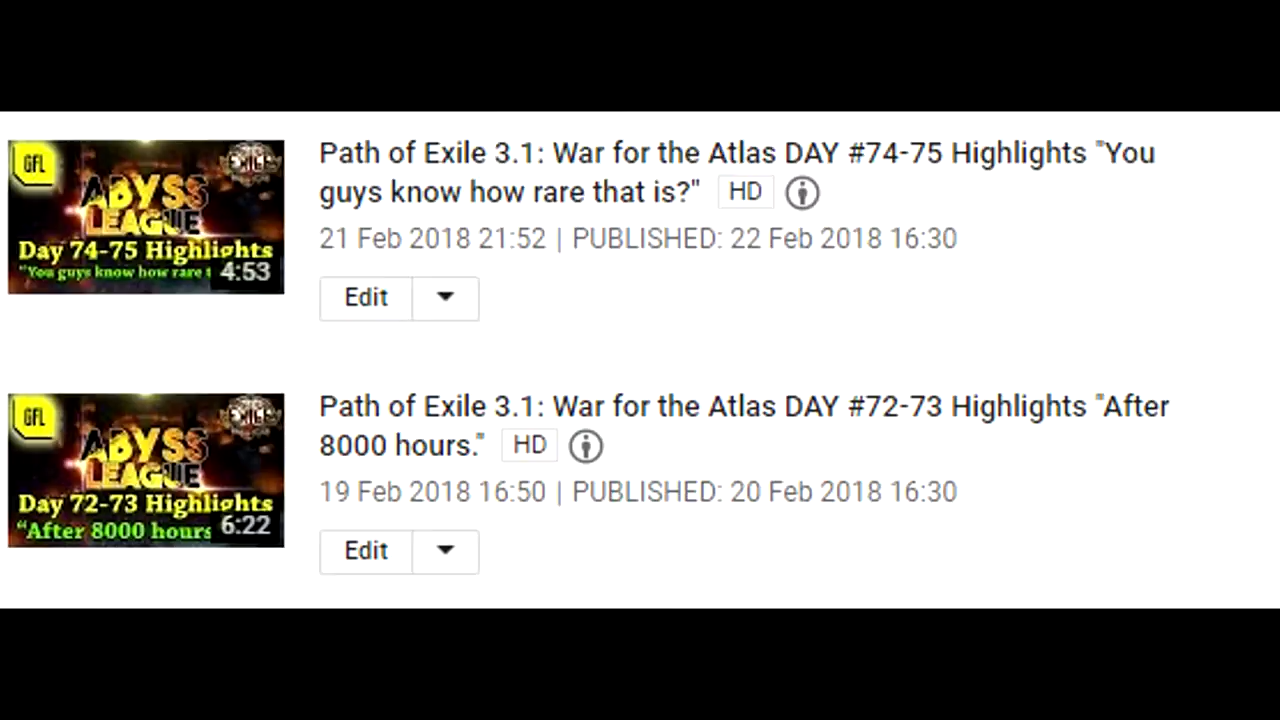 GFL
EXILE
ABYSS
LEAGUE
Day 74-75 Highlights
"You guys know how rare
4:53
Path of Exile 3.1: War for the Atlas DAY #74-75 Highlights "You
guys know how rare that is?" HD
21 Feb 2018 21:52 | PUBLISHED: 22 Feb 2018 16:30
Edit
GFL
EXILE
ABYSS
LEAGUE
Day 72-73 Highlights
"After 8000 hours
6:22
Path of Exile 3.1: War for the Atlas DAY #72-73 Highlights "After
8000 hours." HD
19 Feb 2018 16:50 | PUBLISHED: 20 Feb 2018 16:30
Edit